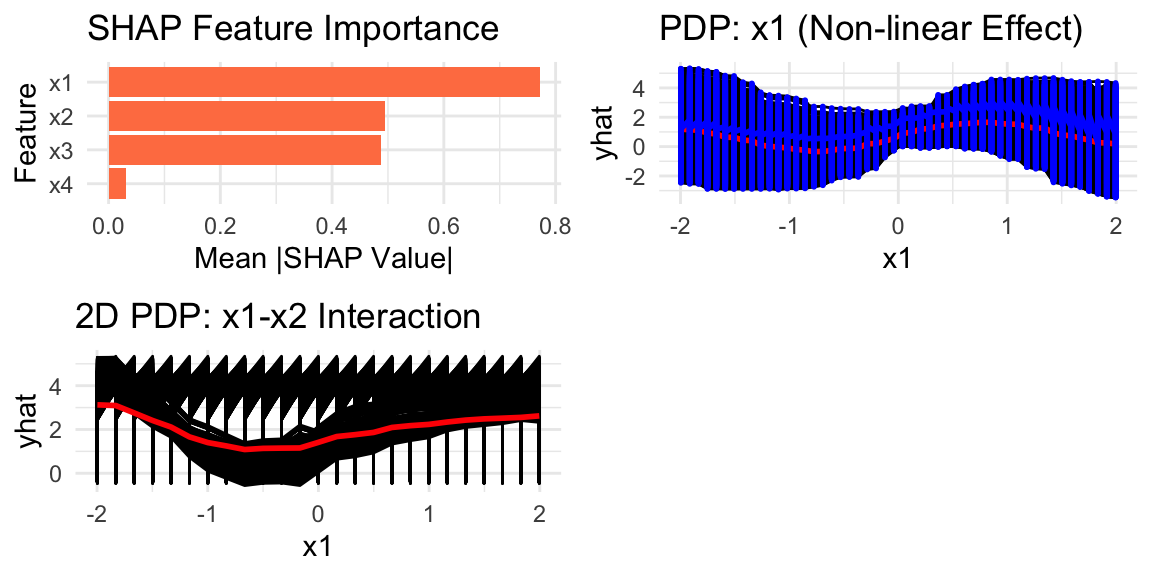 SHAP Feature Importance
Feature
x1
x2
x3
x4
0.0 0.2 0.4 0.6 0.8
Mean |SHAP Value|
PDP: x1 (Non-linear Effect)
yhat
4
2
0
-2
-2 -1 0 1 2
x1
2D PDP: x1-x2 Interaction
yhat
4
2
0
-2 -1 0 1 2
x1